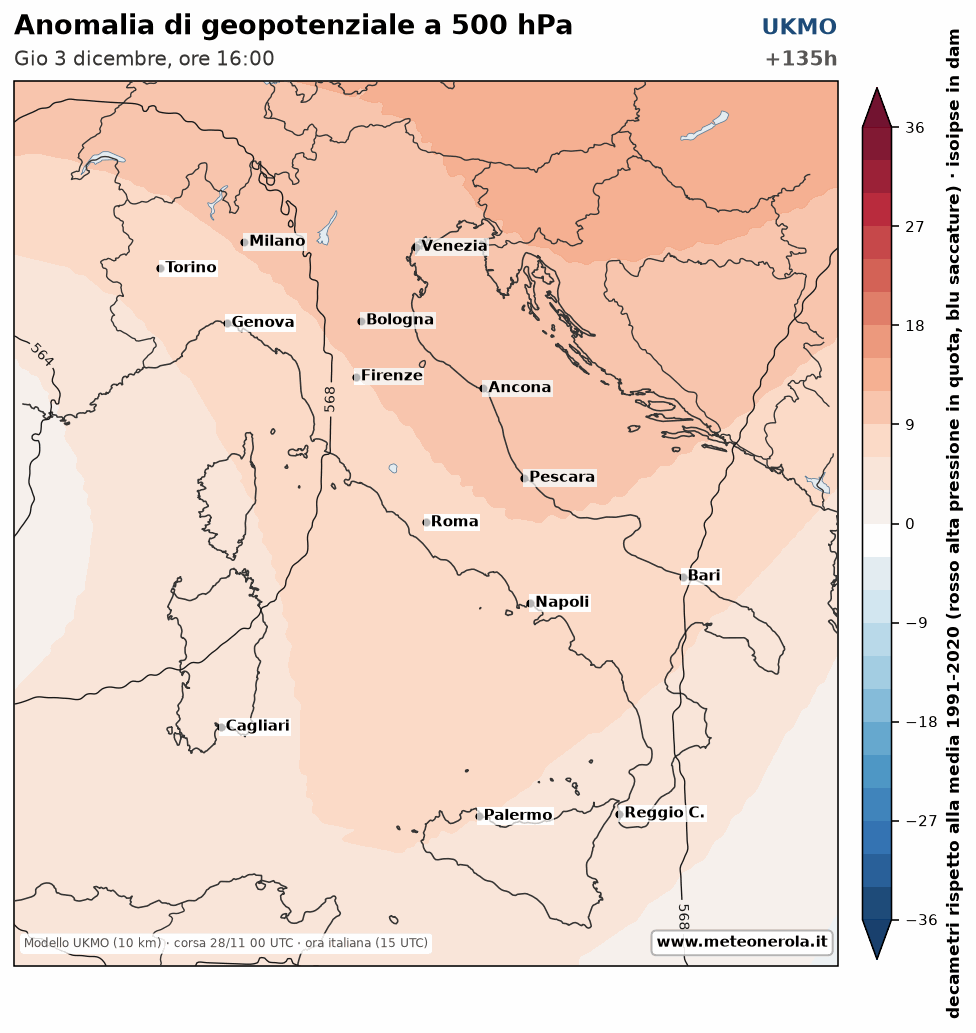 Anomalia di geopotenziale a 500 hPa
UKMO
Gio 3 dicembre, ore 16:00
+135h
Milano
Venezia
Torino
Genova
Bologna
564
Firenze
Ancona
568
Pescara
Roma
Bari
Napoli
Cagliari
Palermo
Reggio C.
568
Modello UKMO (10 km) · corsa 28/11 00 UTC · ora italiana (15 UTC)
www.meteonerola.it
36
27
18
9
0
−9
−18
−27
−36
decametri rispetto alla media 1991-2020 (rosso alta pressione in quota, blu saccature) · isoipse in dam